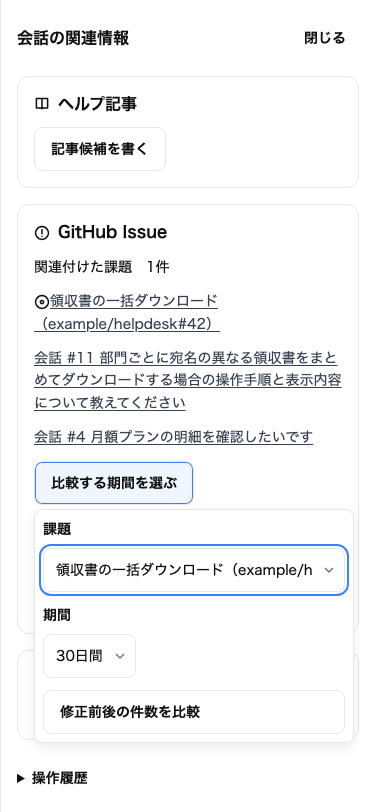 会話の関連情報
閉じる
ヘルプ記事
記事候補を書く
GitHub Issue
関連付けた課題　1件
領収書の一括ダウンロード
（example/helpdesk#42）
会話 #11 部門ごとに宛名の異なる領収書をまと
めてダウンロードする場合の操作手順と表示内容
について教えてください
会話 #4 月額プランの明細を確認したいです
比較する期間を選ぶ
課題
領収書の一括ダウンロード（example/h
期間
30日間
修正前後の件数を比較
操作履歴